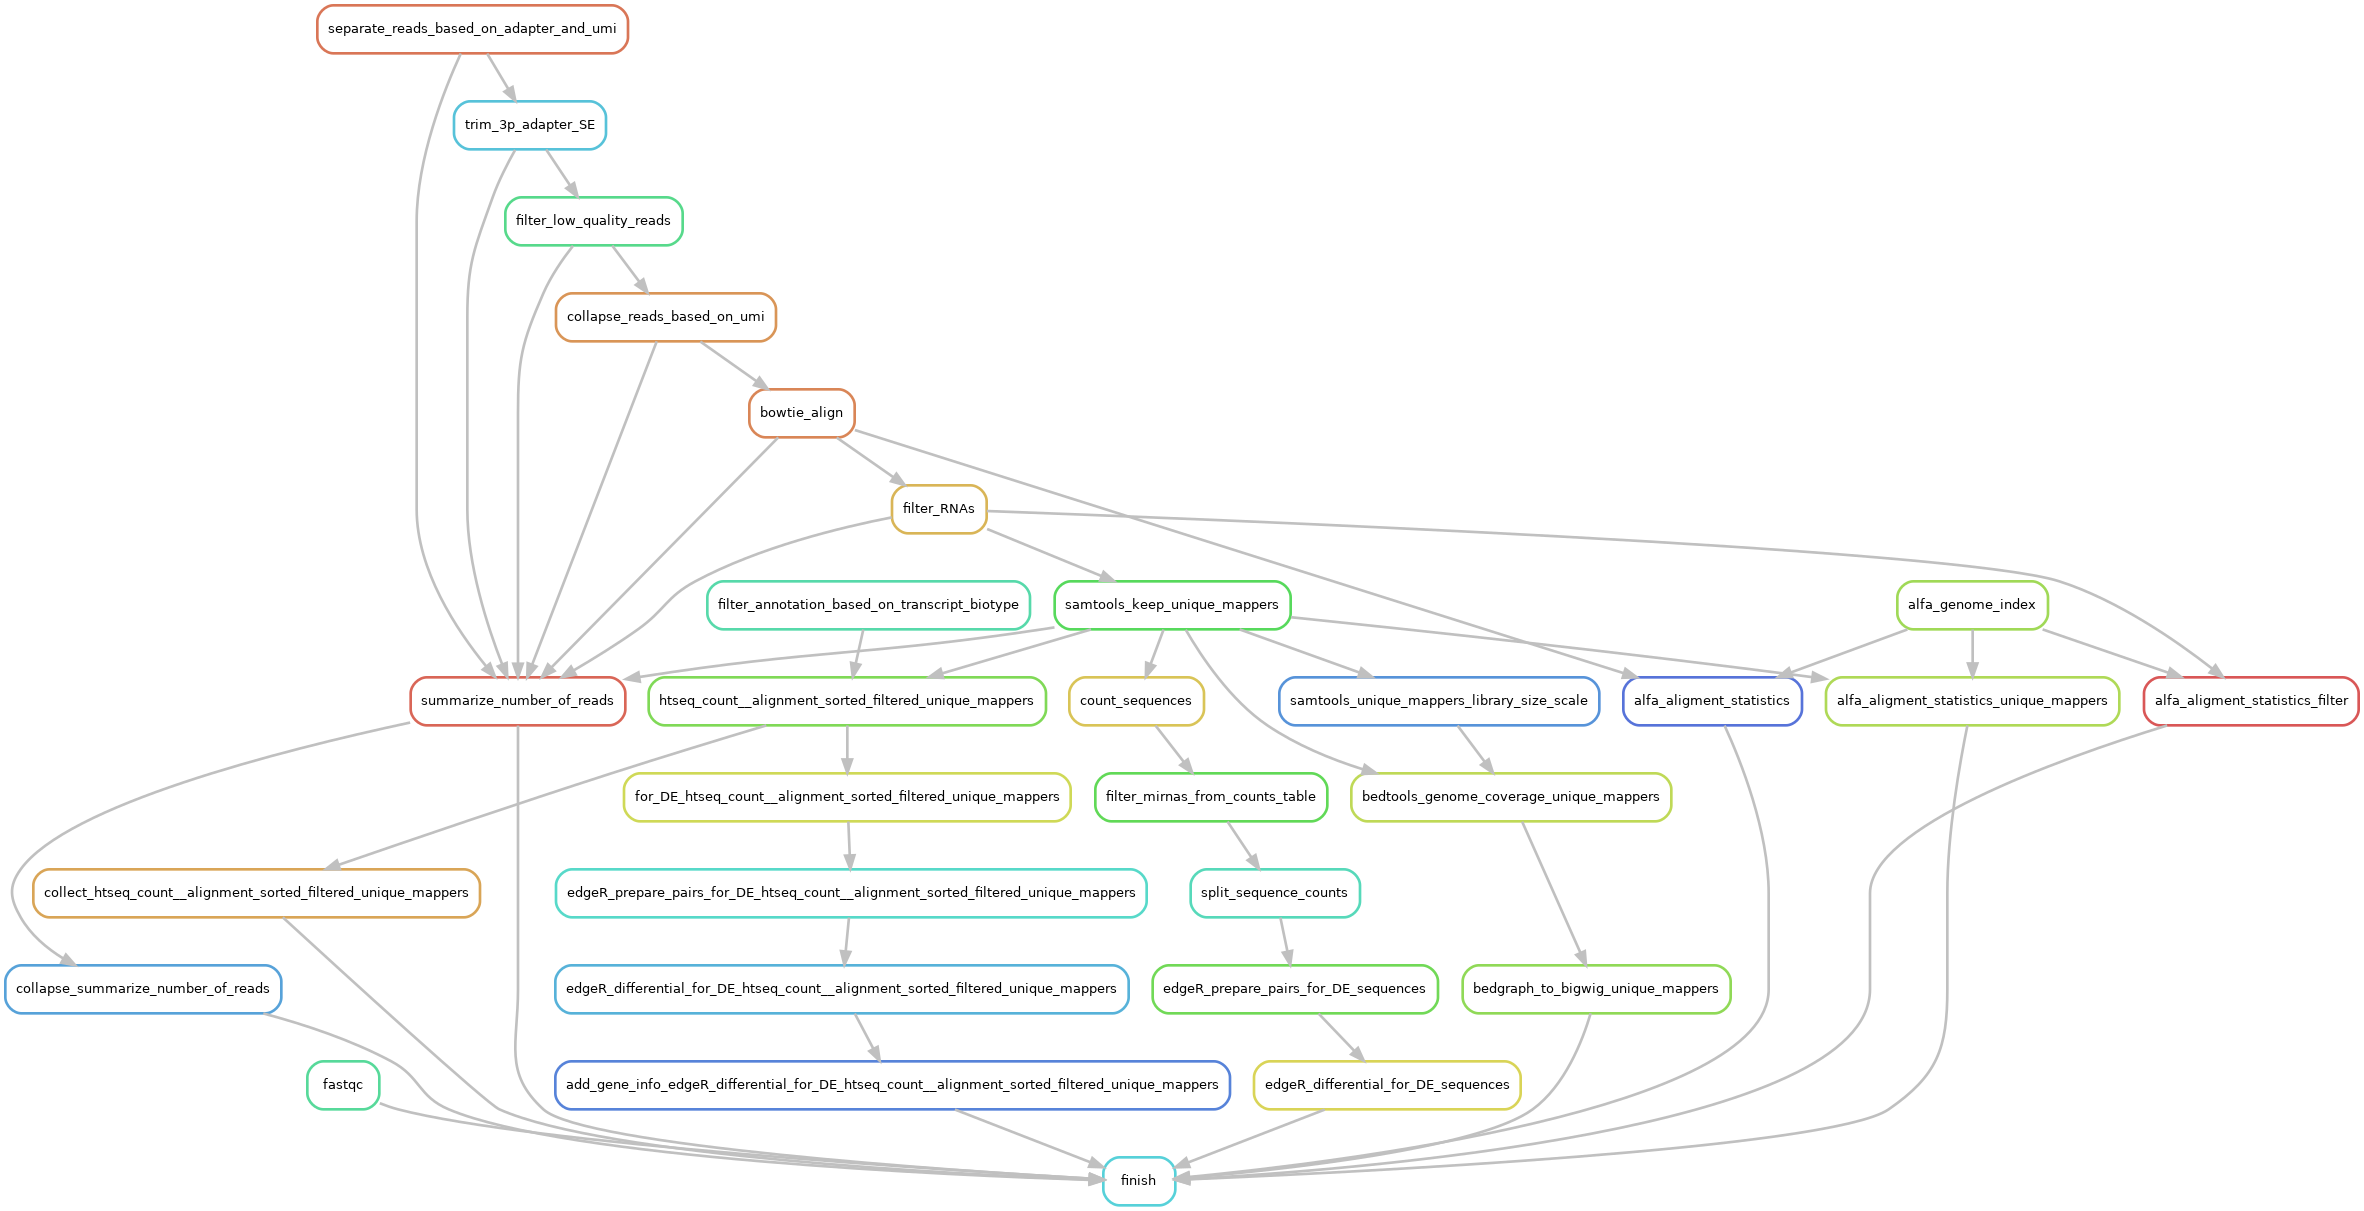 separate_reads_based_on_adapter_and_umi
trim_3p_adapter_SE
filter_low_quality_reads
collapse_reads_based_on_umi
bowtie_align
filter_RNAs
filter_annotation_based_on_transcript_biotype
samtools_keep_unique_mappers
alfa_genome_index
summarize_number_of_reads
htseq_count__alignment_sorted_filtered_unique_mappers
count_sequences
samtools_unique_mappers_library_size_scale
alfa_aligment_statistics
alfa_aligment_statistics_unique_mappers
alfa_aligment_statistics_filter
for_DE_htseq_count__alignment_sorted_filtered_unique_mappers
filter_mirnas_from_counts_table
bedtools_genome_coverage_unique_mappers
collect_htseq_count__alignment_sorted_filtered_unique_mappers
edgeR_prepare_pairs_for_DE_htseq_count__alignment_sorted_filtered_unique_mappers
split_sequence_counts
collapse_summarize_number_of_reads
edgeR_differential_for_DE_htseq_count__alignment_sorted_filtered_unique_mappers
edgeR_prepare_pairs_for_DE_sequences
bedgraph_to_bigwig_unique_mappers
fastqc
add_gene_info_edgeR_differential_for_DE_htseq_count__alignment_sorted_filtered_unique_mappers
edgeR_differential_for_DE_sequences
finish